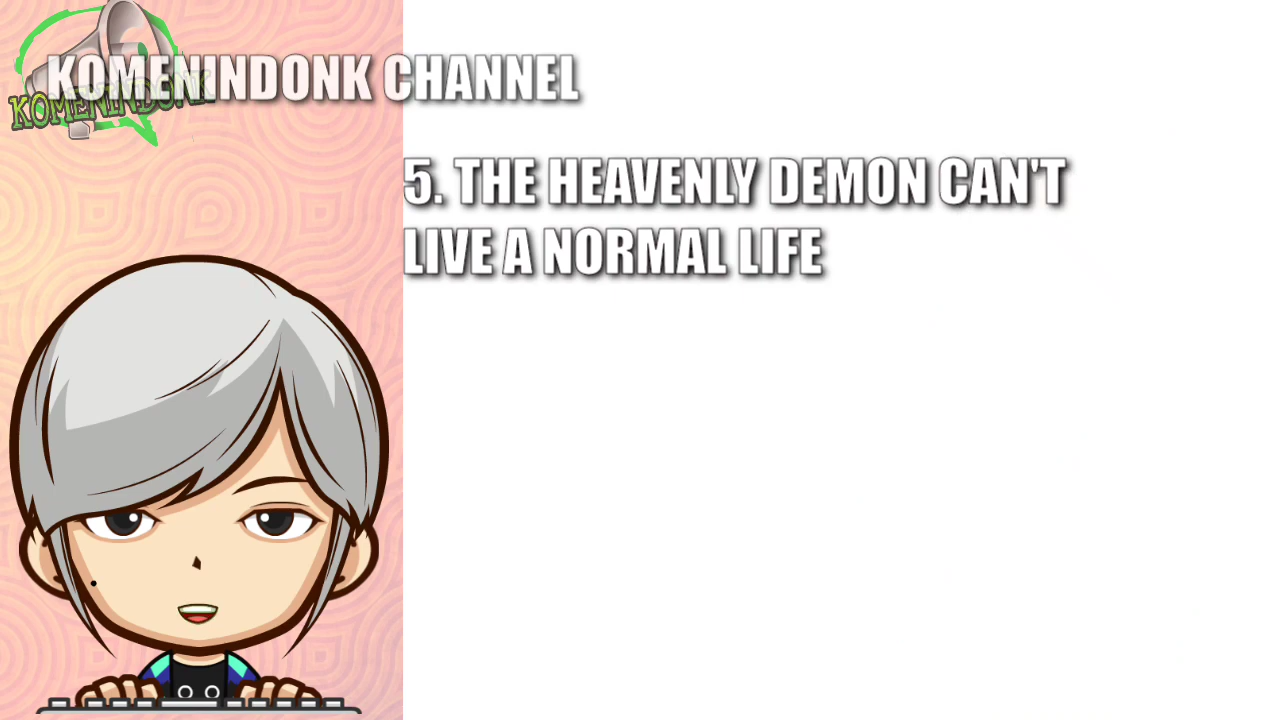 KOMENINDONK CHANNEL
KOMENINDONK
5. THE HEAVENLY DEMON CAN'T
LIVE A NORMAL LIFE